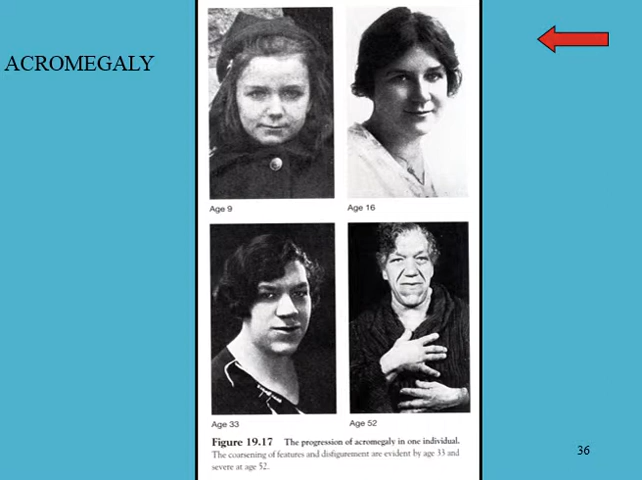 ACROMEGALY
Age 9
Age 16
Age 33
Age 52
Figure 19.17 The progression of acromegaly in one individual.
The coarsening of features and disfigurement are evident by age 33 and
severe at age 52.
36